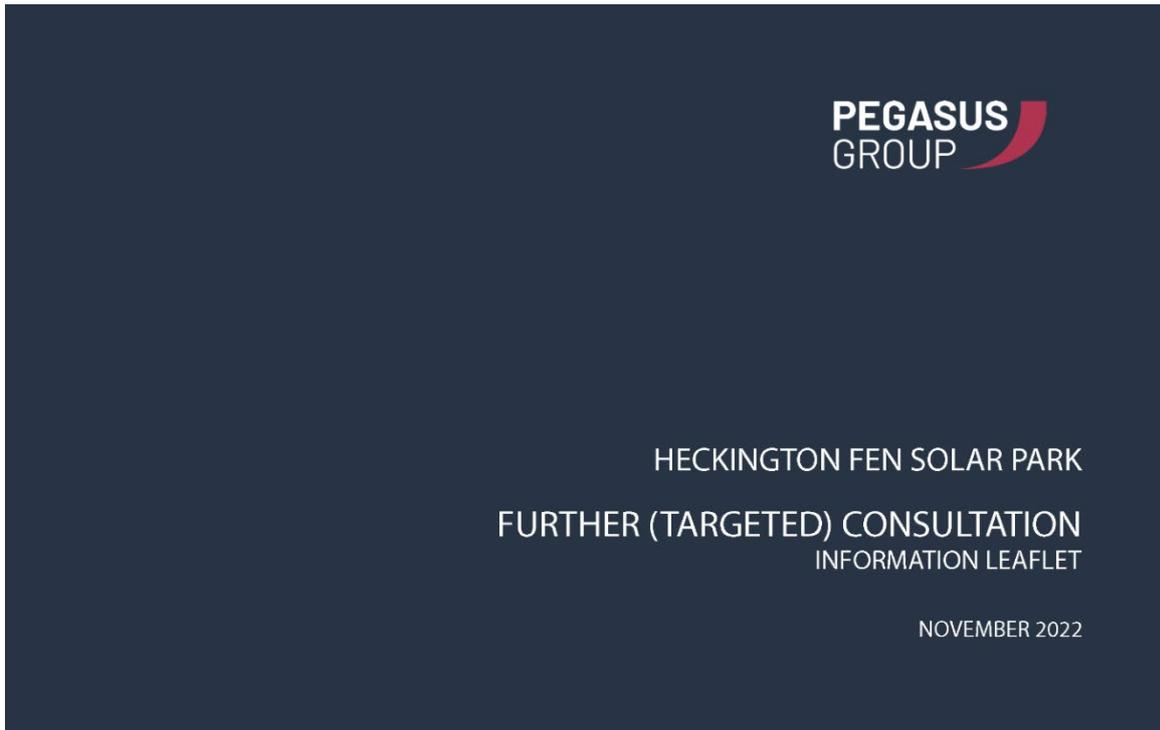 PEGASUS
GROUP
HECKINGTON FEN SOLAR PARK
FURTHER (TARGETED) CONSULTATION
INFORMATION LEAFLET
NOVEMBER 2022